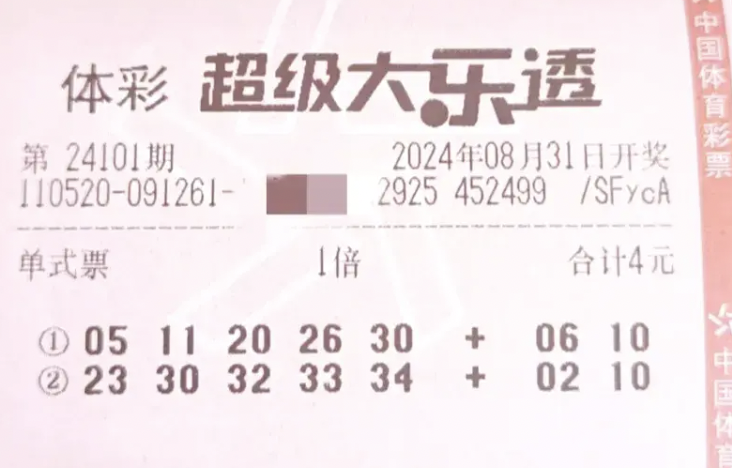 体彩 超级大乐透
第 24101期 2024年08月31日开奖
110520-091261- 2925 452499 /SFycA
单式票 1倍 合计4元
① 05 11 20 26 30 + 06 10
② 23 30 32 33 34 + 02 10
中国体育彩票
中国体育